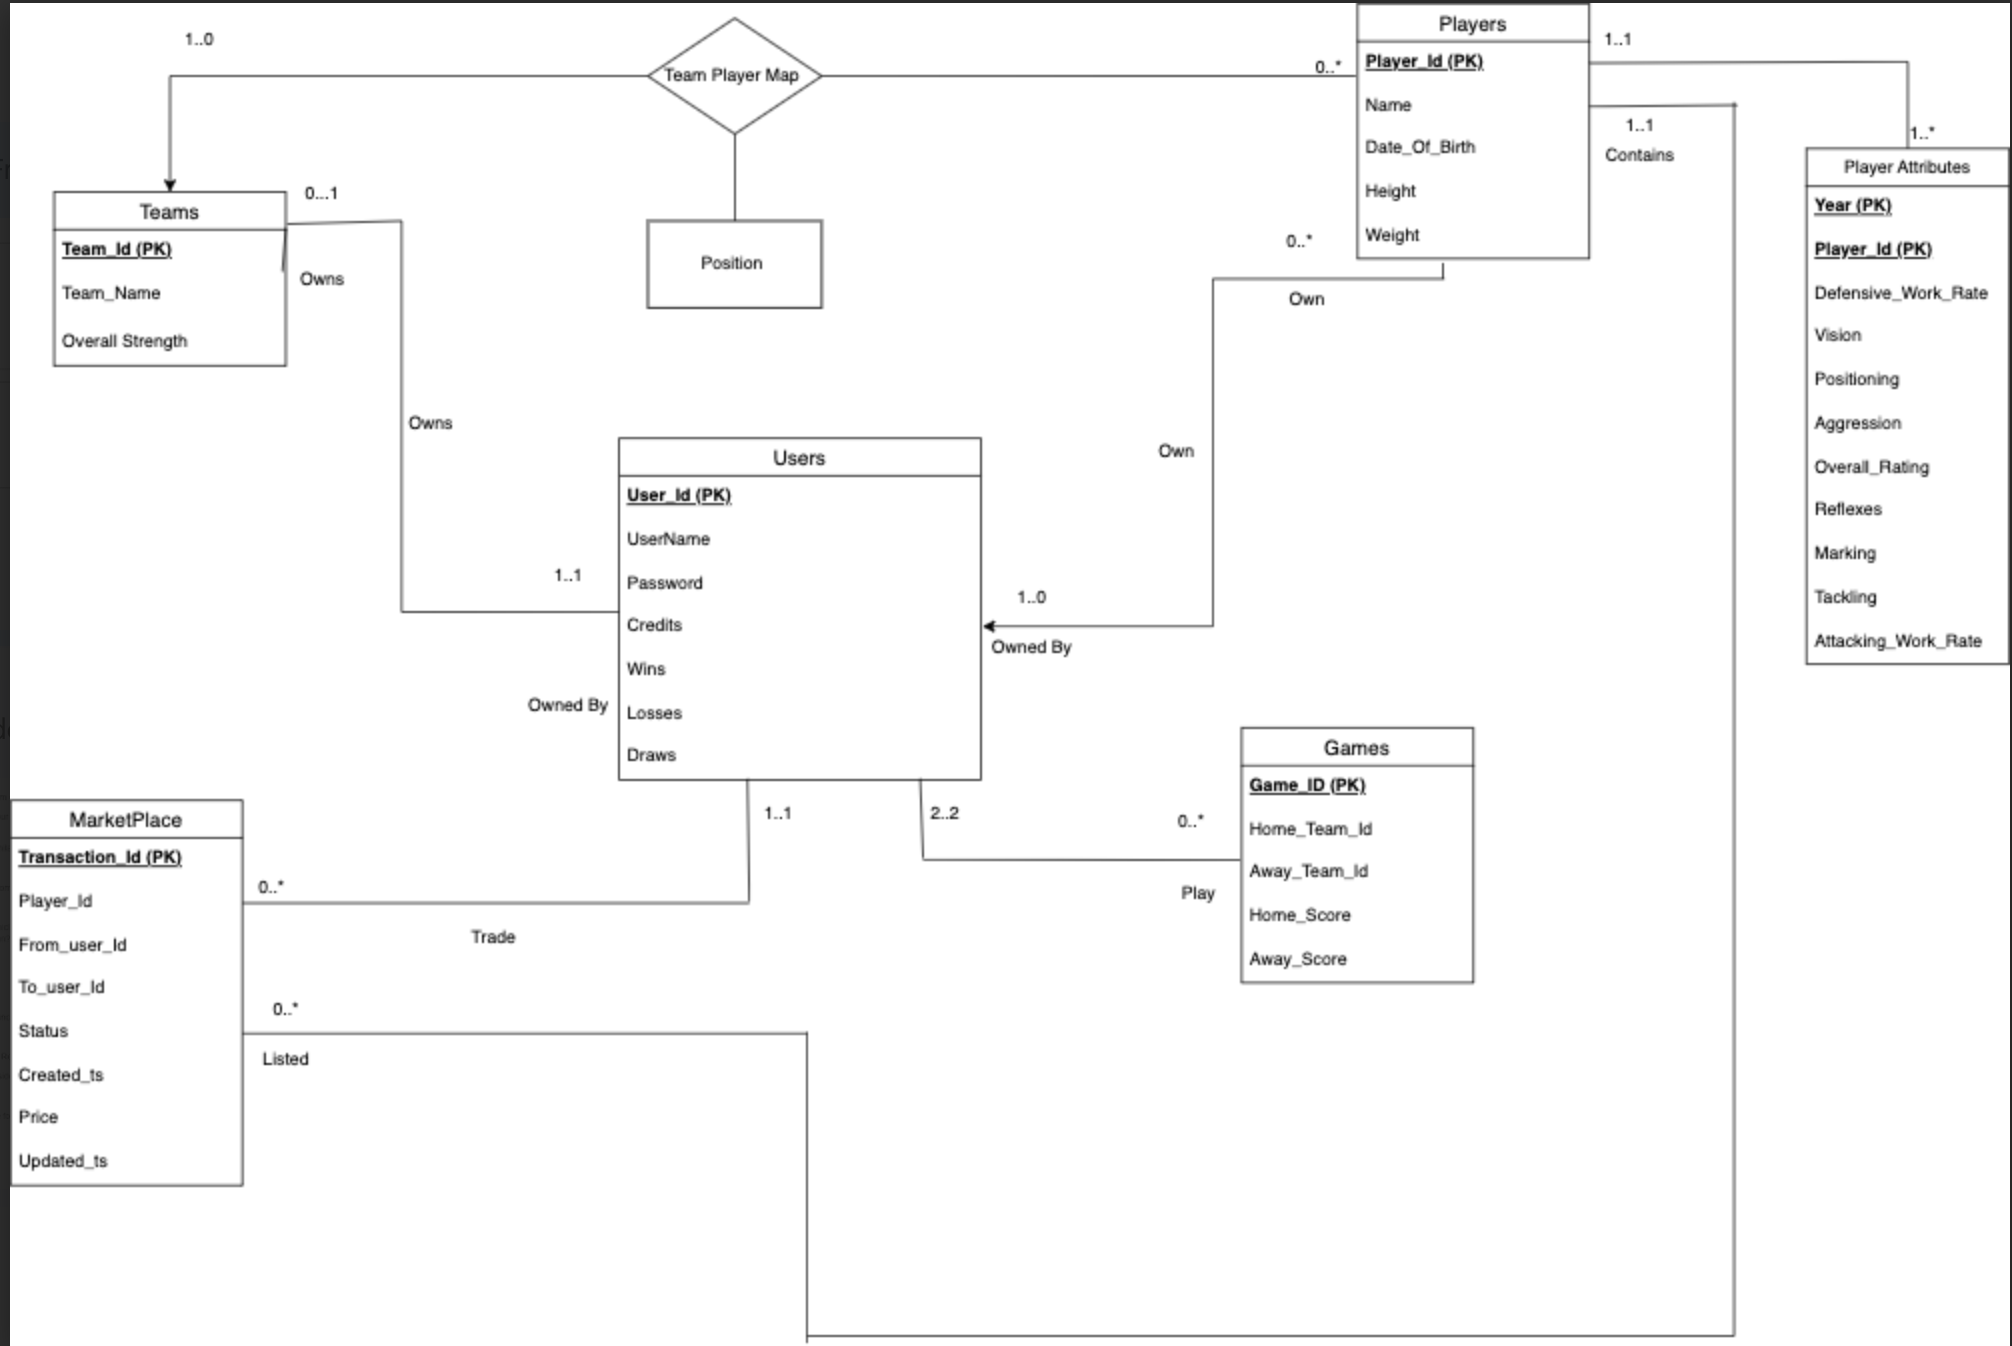 1..0
Team Player Map
0..*
Players
Player_Id (PK)
Name
Date_Of_Birth
Height
Weight
1..1
1..1
Contains
1..*
Player Attributes
Year (PK)
Player_Id (PK)
Defensive_Work_Rate
Vision
Positioning
Aggression
Overall_Rating
Reflexes
Marking
Tackling
Attacking_Work_Rate
Teams
Team_Id (PK)
Team_Name
Overall Strength
0...1
Owns
Position
0..*
Own
Owns
Own
Users
User_Id (PK)
UserName
Password
Credits
Wins
Losses
Draws
1..1
Owned By
1..0
Owned By
1..1
2..2
Games
Game_ID (PK)
Home_Team_Id
Away_Team_Id
Home_Score
Away_Score
0..*
Play
MarketPlace
Transaction_Id (PK)
Player_Id
From_user_Id
To_user_Id
Status
Created_ts
Price
Updated_ts
0..*
Trade
0..*
Listed